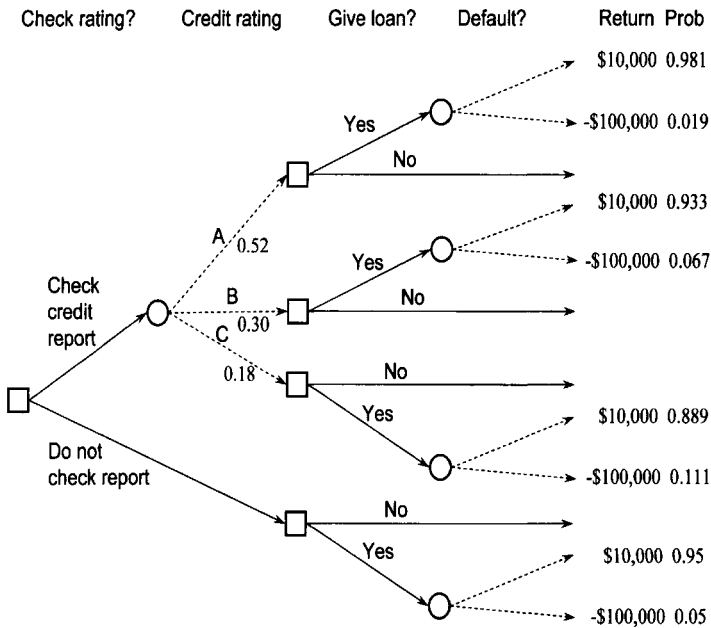 Check rating? Credit rating Give loan? Default? Return Prob
$10,000 0.981
Yes
-$100,000 0.019
No
$10,000 0.933
A
0.52
Yes
-$100,000 0.067
Check
credit
report
B
0.30
No
C
0.18
No
$10,000 0.889
Yes
Do not
check report
-$100,000 0.111
No
Yes
$10,000 0.95
-$100,000 0.05